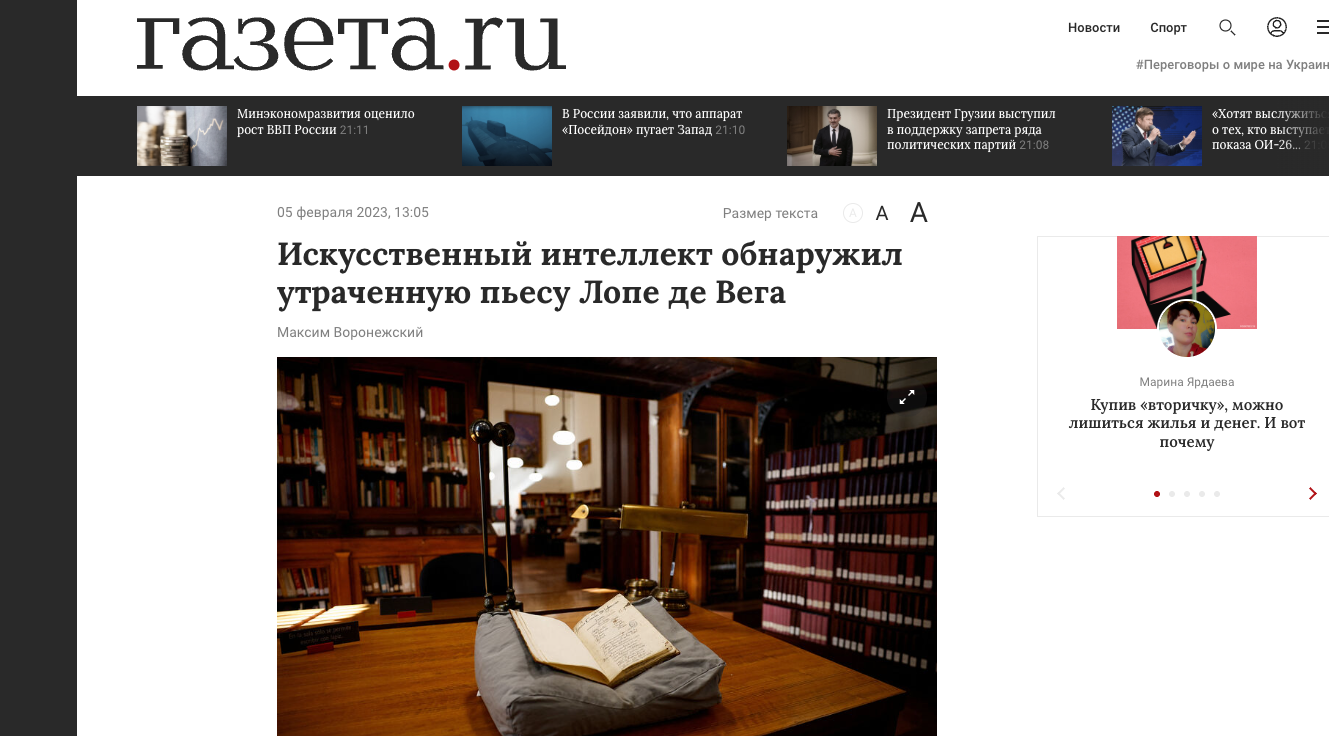 газета.ru
Новости
Спорт
#Переговоры о мире на Украин
Минэкономразвития оценило
рост ВВП России 21:11
В России заявили, что аппарат
«Посейдон» пугает Запад 21:10
Президент Грузии выступил
в поддержку запрета ряда
политических партий 21:08
«Хотят выслужитьс
о тех, кто выступае
показа ОИ-26...
05 февраля 2023, 13:05
Размер текста
A A A
Искусственный интеллект обнаружил
утраченную пьесу Лопе де Вега
Максим Воронежский
Марина Ярдаева
Купив «вторичку», можно
лишиться жилья и денег. И вот
почему